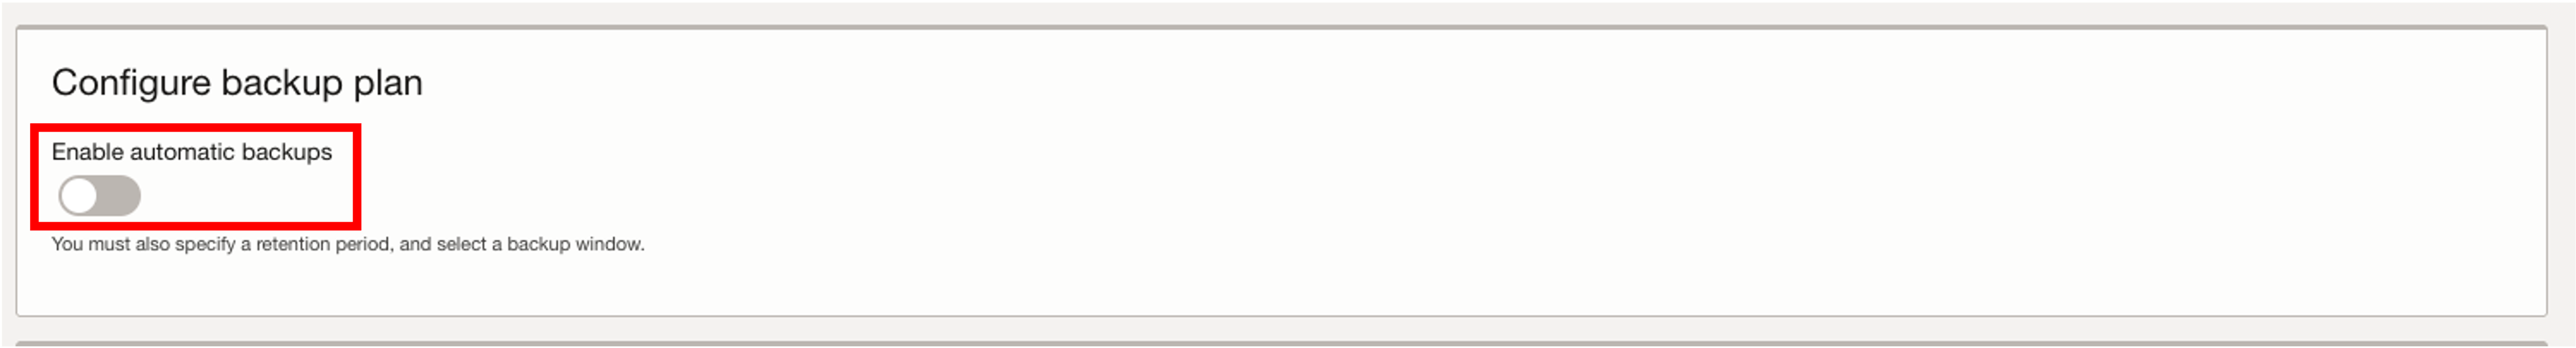 Configure backup plan
Enable automatic backups
You must also specify a retention period, and select a backup window.